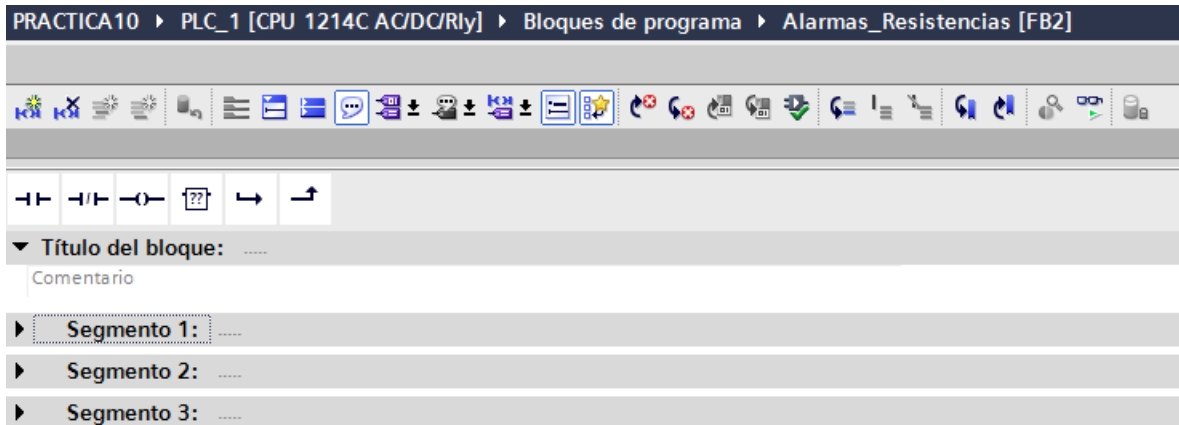 PRACTICA10 ▸ PLC_1 [CPU 1214C AC/DC/Rly] ▸ Bloques de programa ▸ Alarmas_Resistencias [FB2]
??
Título del bloque: .....
Comentario
Segmento 1: .....
Segmento 2: .....
Segmento 3: .....